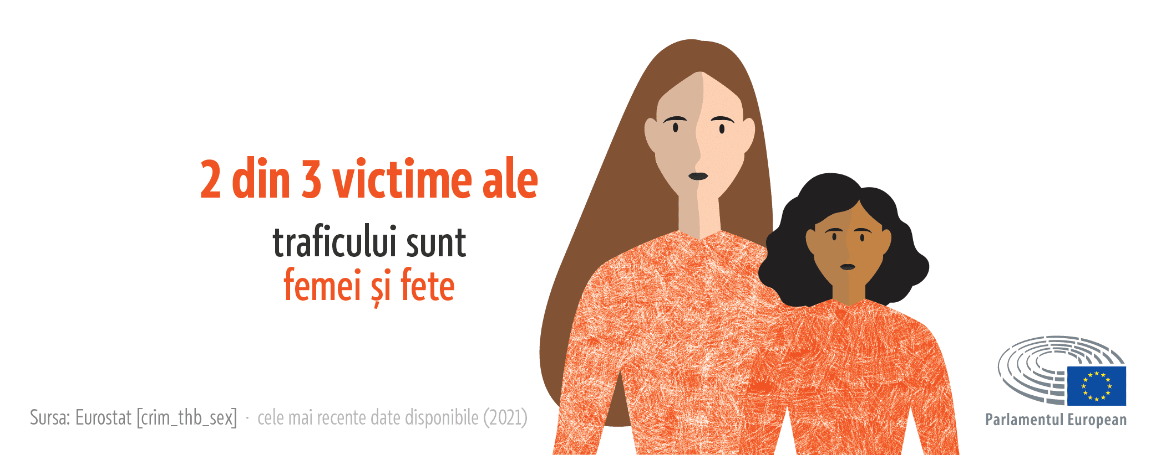 2 din 3 victime ale
traficului sunt
femei și fete
Sursa: Eurostat [crim_thb_sex] · cele mai recente date disponibile (2021)
Parlamentul European